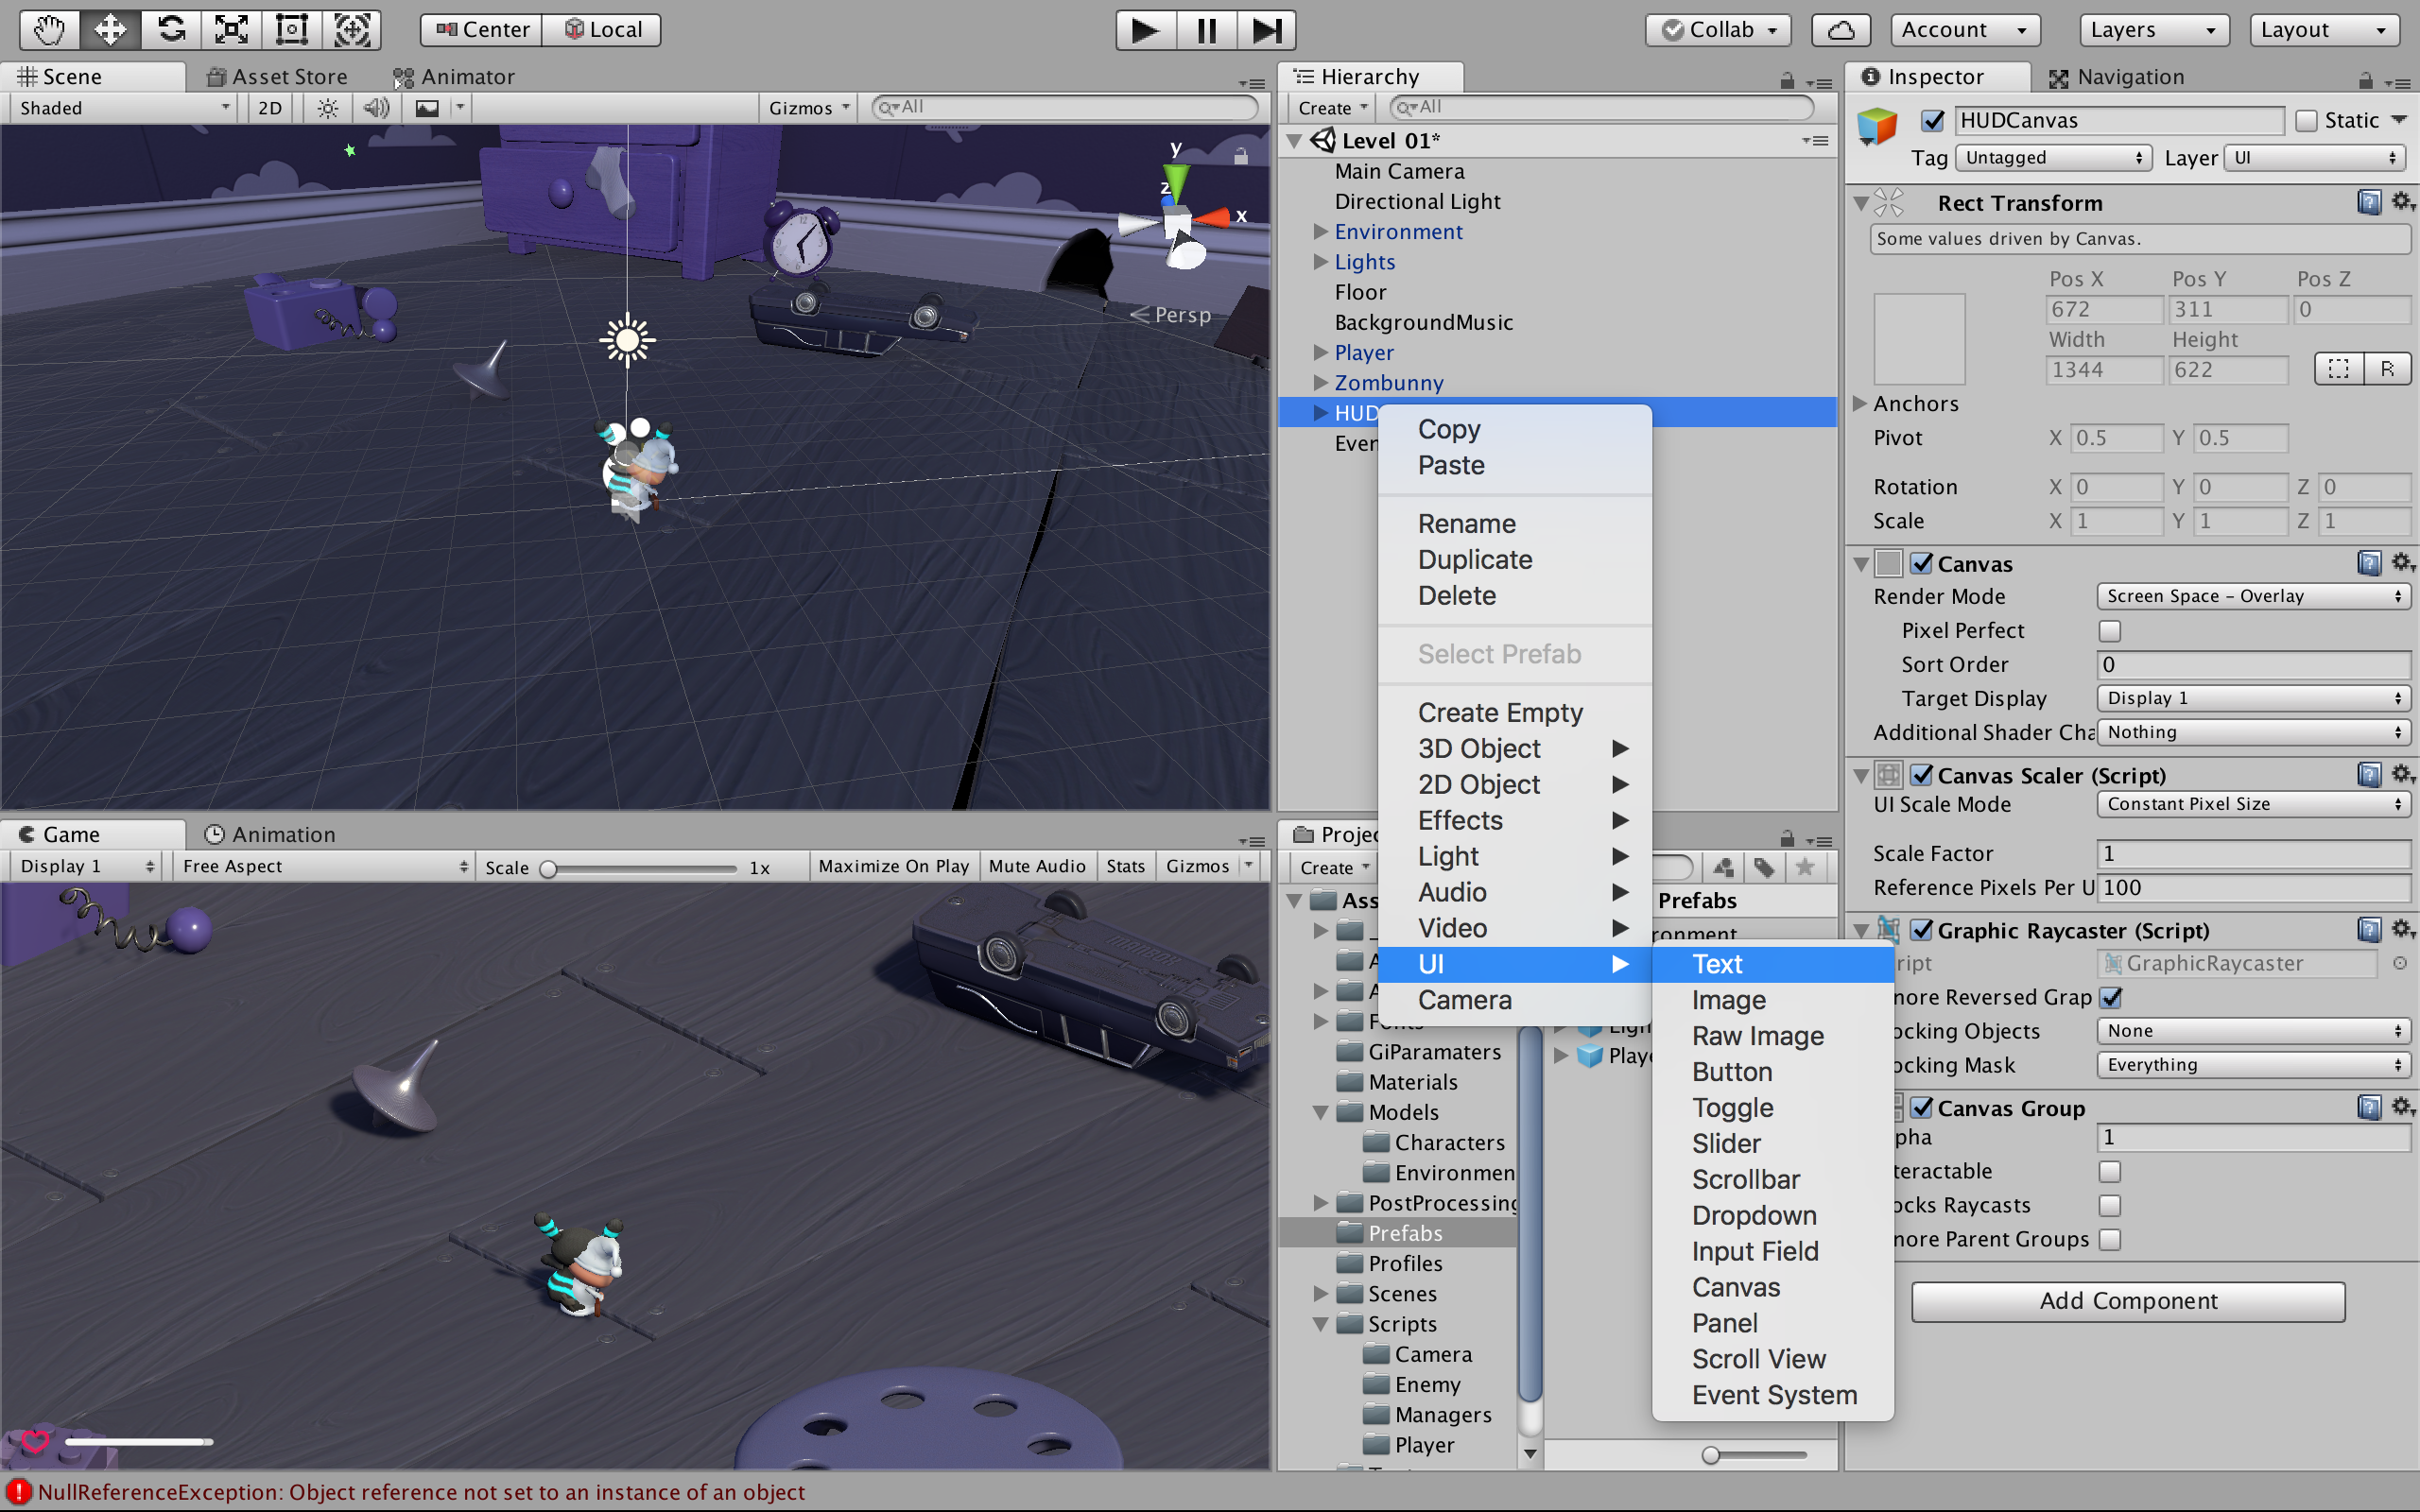 Center Local Collab Account Layers Layout
Scene Asset Store Animator
Shaded 2D Gizmos All
y
z
x
Persp
Hierarchy
Create All
Level 01*
Main Camera
Directional Light
Environment
Lights
Floor
BackgroundMusic
Player
Zombunny
HUD
Even
Copy
Paste
Rename
Duplicate
Delete
Select Prefab
Create Empty
3D Object
2D Object
Effects
Light
Audio
Video
UI
Camera
Text
Image
Raw Image
Button
Toggle
Slider
Scrollbar
Dropdown
Input Field
Canvas
Panel
Scroll View
Event System
Game Animation
Display 1 Free Aspect Scale 1x Maximize On Play Mute Audio Stats Gizmos
Projec
Create
Ass
Prefabs
onment
GiParamaters
Materials
Models
Characters
Environmen
PostProcessing
Prefabs
Profiles
Scenes
Scripts
Camera
Enemy
Managers
Player
Ligh
Playe
Inspector Navigation
HUDCanvas Static
Tag Untagged Layer UI
Rect Transform
Some values driven by Canvas.
Pos X Pos Y Pos Z
672 311 0
Width Height
1344 622 R
Anchors
Pivot X 0.5 Y 0.5
Rotation X 0 Y 0 Z 0
Scale X 1 Y 1 Z 1
Canvas
Render Mode Screen Space - Overlay
Pixel Perfect
Sort Order 0
Target Display Display 1
Additional Shader Cha Nothing
Canvas Scaler (Script)
UI Scale Mode Constant Pixel Size
Scale Factor 1
Reference Pixels Per U 100
Graphic Raycaster (Script)
ript GraphicRaycaster
nore Reversed Grap
ocking Objects None
ocking Mask Everything
Canvas Group
pha 1
teractable
ocks Raycasts
nore Parent Groups
Add Component
NullReferenceException: Object reference not set to an instance of an object